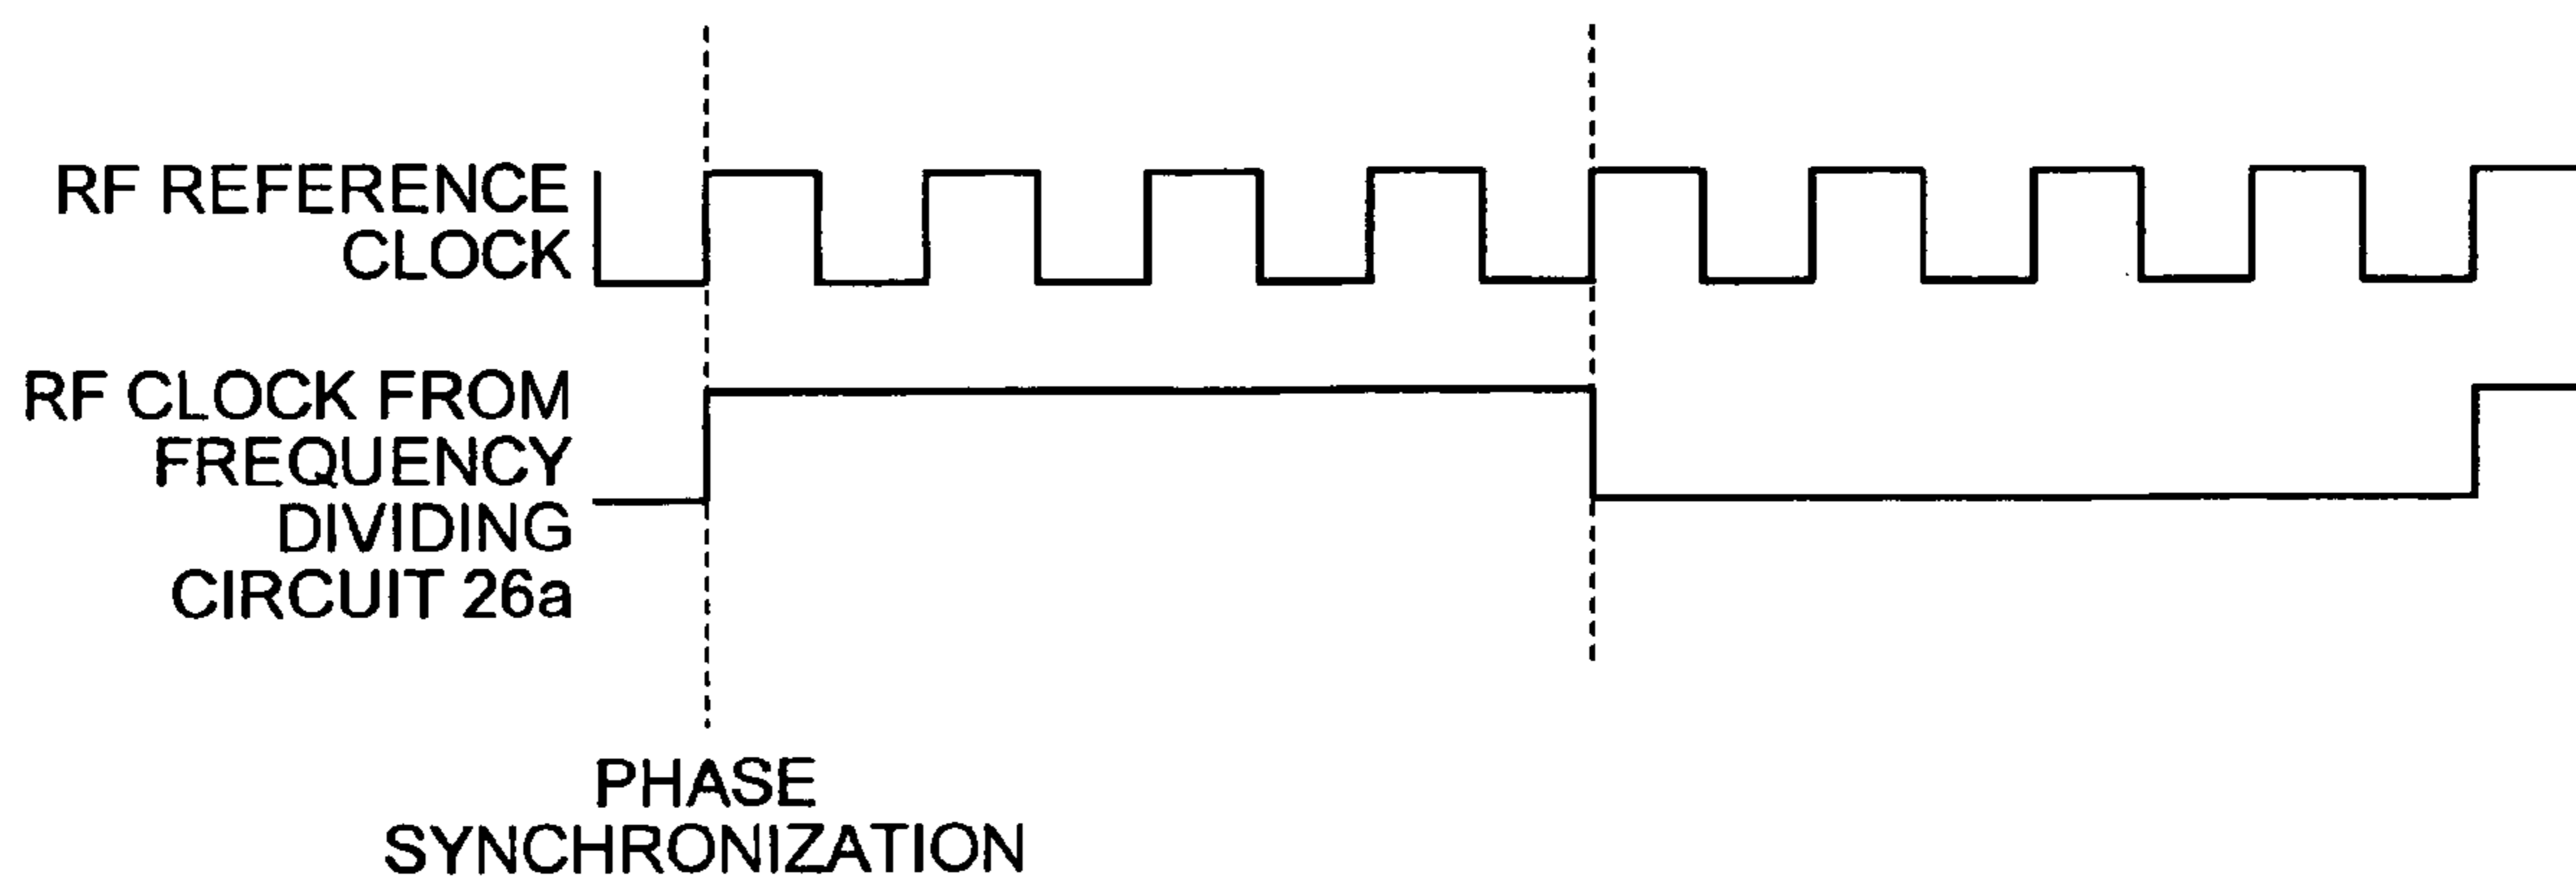 RF REFERENCE
CLOCK
RF CLOCK FROM
FREQUENCY
DIVIDING
CIRCUIT 26a
PHASE
SYNCHRONIZATION